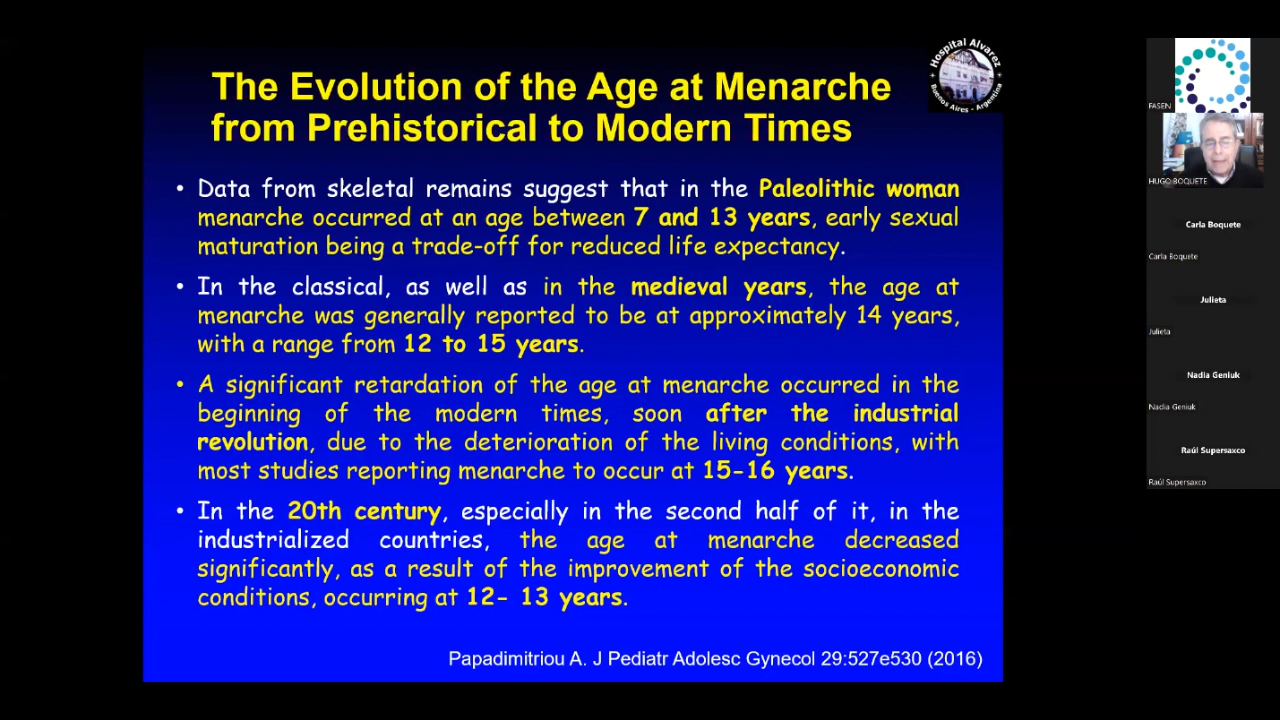 The Evolution of the Age at Menarche
from Prehistorical to Modern Times
Hospital Alvarez
Buenos Aires - Argentina
• Data from skeletal remains suggest that in the Paleolithic woman
menarche occurred at an age between 7 and 13 years, early sexual
maturation being a trade-off for reduced life expectancy.
• In the classical, as well as in the medieval years, the age at
menarche was generally reported to be at approximately 14 years,
with a range from 12 to 15 years.
• A significant retardation of the age at menarche occurred in the
beginning of the modern times, soon after the industrial
revolution, due to the deterioration of the living conditions, with
most studies reporting menarche to occur at 15-16 years.
• In the 20th century, especially in the second half of it, in the
industrialized countries, the age at menarche decreased
significantly, as a result of the improvement of the socioeconomic
conditions, occurring at 12- 13 years.
Papadimitriou A. J Pediatr Adolesc Gynecol 29:527e530 (2016)
FASEN
HUGO BOQUETE
Carla Boquete
Carla Boquete
Julieta
Julieta
Nadia Geniuk
Nadia Geniuk
Raúl Supersaxco
Raúl Supersaxco